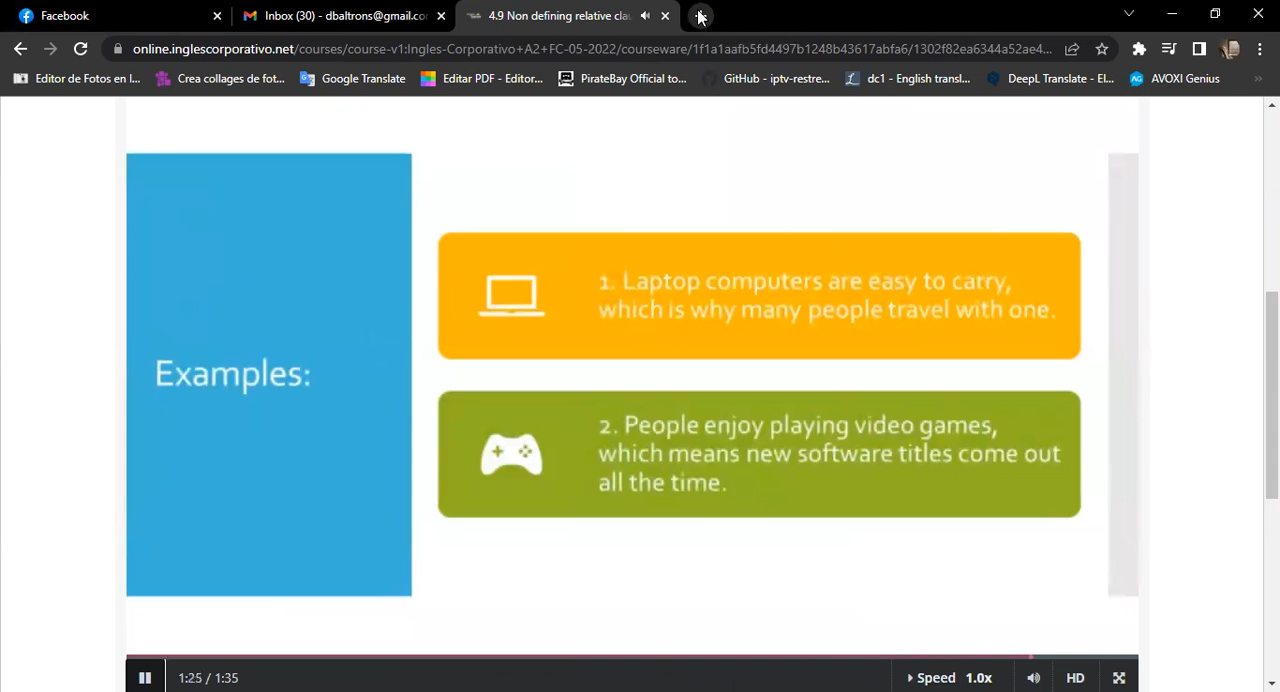 Facebook
Inbox (30) - dbaltrons@gmail.co
4.9 Non defining relative cla
online.inglescorporativo.net/courses/course-v1:Ingles-Corporativo+A2+FC-05-2022/courseware/1f1a1aafb5fd4497b1248b43617abfa6/1302f82ea6344a52ae4...
Editor de Fotos en l...
Crea collages de fot...
Google Translate
Editar PDF - Editor...
PirateBay Official to...
GitHub - iptv-restre...
dc1 - English transl...
DeepL Translate - El...
AVOXI Genius
»
Examples:
1. Laptop computers are easy to carry,
which is why many people travel with one.
2. People enjoy playing video games,
which means new software titles come out
all the time.
1:25 / 1:35
Speed 1.0x
HD